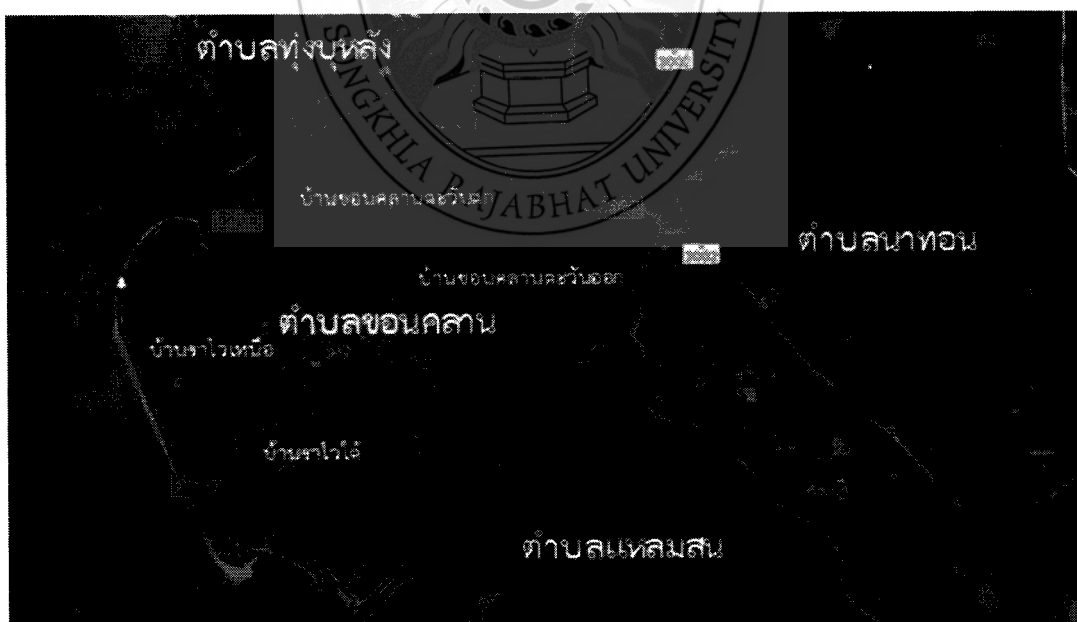 ตำบลทุ่งบุหลัง
SONGKHLA RAJABHAT UNIVERSITY
บ้านขอนคลานตะวันตก
ตำบลนาทอน
บ้านขอนคลานตะวันออก
ตำบลขอนคลาน
บ้านราไวเหนือ
บ้านราไวใต้
ตำบลแหลมสน